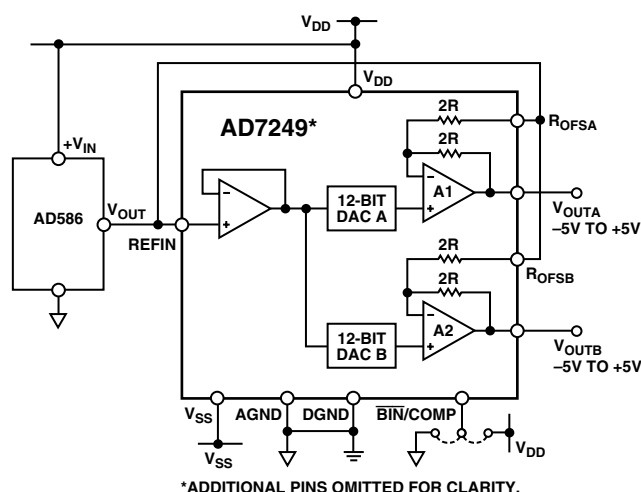 V_DD
V_DD
AD7249*
+V_IN
AD586
V_OUT
REFIN
2R
2R
R_OFSA
A1
12-BIT
DAC A
V_OUTA
–5V TO +5V
2R
2R
R_OFSB
A2
12-BIT
DAC B
V_OUTB
–5V TO +5V
V_SS
AGND
DGND
B̅I̅N̅/COMP
V_SS
V_DD
*ADDITIONAL PINS OMITTED FOR CLARITY.